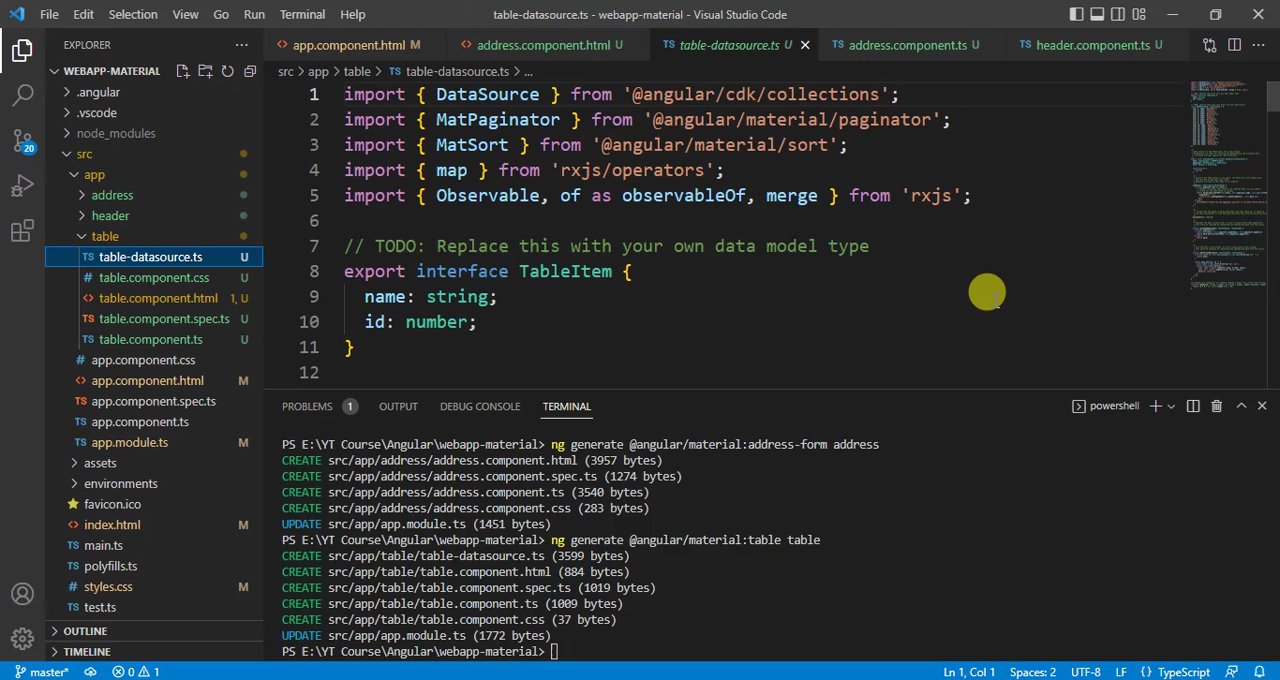 File Edit Selection View Go Run Terminal Help
table-datasource.ts - webapp-material - Visual Studio Code
EXPLORER
WEBAPP-MATERIAL
.angular
.vscode
node_modules
src
app
address
header
table
TS table-datasource.ts U
# table.component.css U
<> table.component.html 1, U
TS table.component.spec.ts U
TS table.component.ts U
# app.component.css
<> app.component.html M
TS app.component.spec.ts
TS app.component.ts
TS app.module.ts M
assets
environments
favicon.ico
<> index.html M
TS main.ts
TS polyfills.ts
# styles.css M
TS test.ts
OUTLINE
TIMELINE
20
<> app.component.html M
<> address.component.html U
TS table-datasource.ts U
TS address.component.ts U
TS header.component.ts U
src > app > table > TS table-datasource.ts > ...
1 import { DataSource } from '@angular/cdk/collections';
2 import { MatPaginator } from '@angular/material/paginator';
3 import { MatSort } from '@angular/material/sort';
4 import { map } from 'rxjs/operators';
5 import { Observable, of as observableOf, merge } from 'rxjs';
6
7 // TODO: Replace this with your own data model type
8 export interface TableItem {
9 name: string;
10 id: number;
11 }
12
PROBLEMS 1 OUTPUT DEBUG CONSOLE TERMINAL
powershell
PS E:\YT Course\Angular\webapp-material> ng generate @angular/material:address-form address
CREATE src/app/address/address.component.html (3957 bytes)
CREATE src/app/address/address.component.spec.ts (1274 bytes)
CREATE src/app/address/address.component.ts (3540 bytes)
CREATE src/app/address/address.component.css (283 bytes)
UPDATE src/app/app.module.ts (1451 bytes)
PS E:\YT Course\Angular\webapp-material> ng generate @angular/material:table table
CREATE src/app/table/table-datasource.ts (3599 bytes)
CREATE src/app/table/table.component.html (884 bytes)
CREATE src/app/table/table.component.spec.ts (1019 bytes)
CREATE src/app/table/table.component.ts (1009 bytes)
CREATE src/app/table/table.component.css (37 bytes)
UPDATE src/app/app.module.ts (1772 bytes)
PS E:\YT Course\Angular\webapp-material>
master* 0 1 Ln 1, Col 1 Spaces: 2 UTF-8 LF {} TypeScript